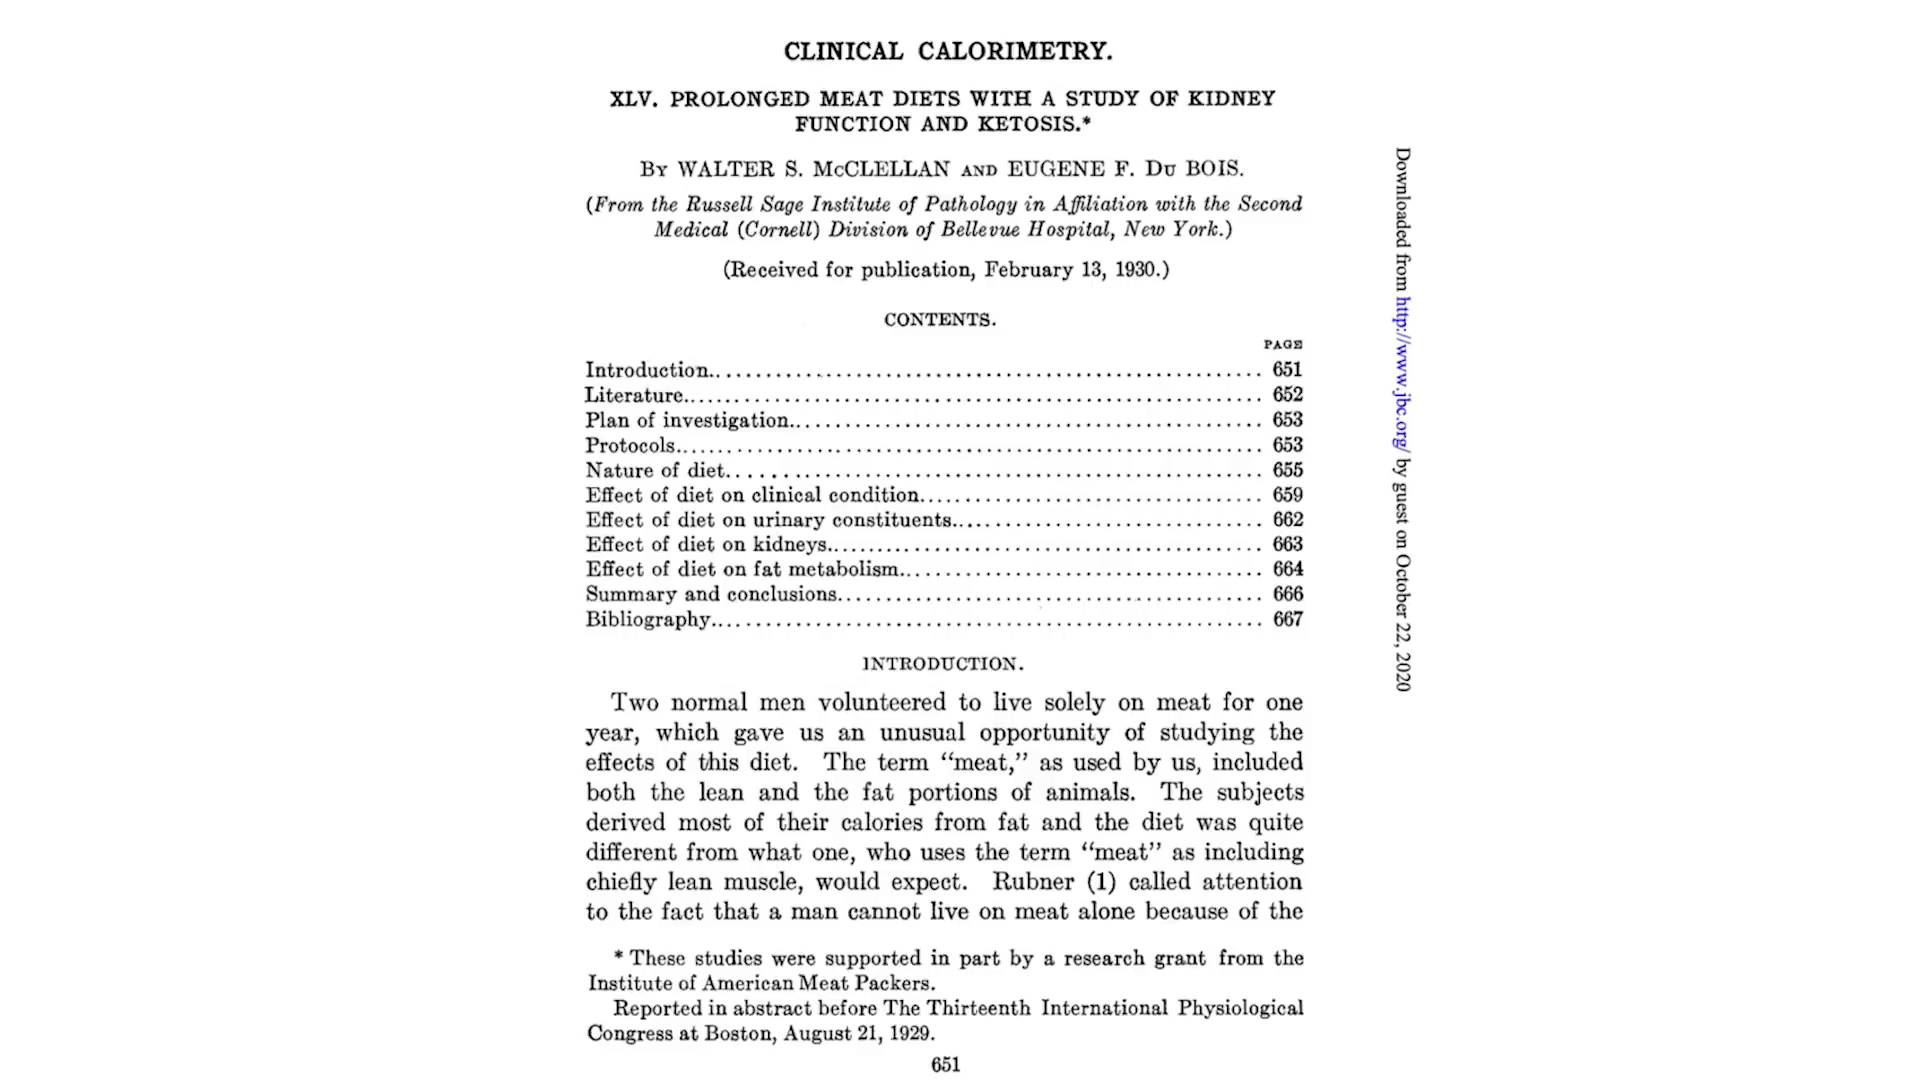 CLINICAL CALORIMETRY.
XLV. PROLONGED MEAT DIETS WITH A STUDY OF KIDNEY
FUNCTION AND KETOSIS.*
By WALTER S. McCLELLAN AND EUGENE F. Du BOIS.
(From the Russell Sage Institute of Pathology in Affiliation with the Second
Medical (Cornell) Division of Bellevue Hospital, New York.)
(Received for publication, February 13, 1930.)
CONTENTS.
PAGE
Introduction.......... 651
Literature.......... 652
Plan of investigation.......... 653
Protocols.......... 653
Nature of diet.......... 655
Effect of diet on clinical condition.......... 659
Effect of diet on urinary constituents.......... 662
Effect of diet on kidneys.......... 663
Effect of diet on fat metabolism.......... 664
Summary and conclusions.......... 666
Bibliography.......... 667
INTRODUCTION.
Two normal men volunteered to live solely on meat for one
year, which gave us an unusual opportunity of studying the
effects of this diet. The term “meat,” as used by us, included
both the lean and the fat portions of animals. The subjects
derived most of their calories from fat and the diet was quite
different from what one, who uses the term “meat” as including
chiefly lean muscle, would expect. Rubner (1) called attention
to the fact that a man cannot live on meat alone because of the
* These studies were supported in part by a research grant from the
Institute of American Meat Packers.
Reported in abstract before The Thirteenth International Physiological
Congress at Boston, August 21, 1929.
651
Downloaded from http://www.jbc.org/ by guest on October 22, 2020